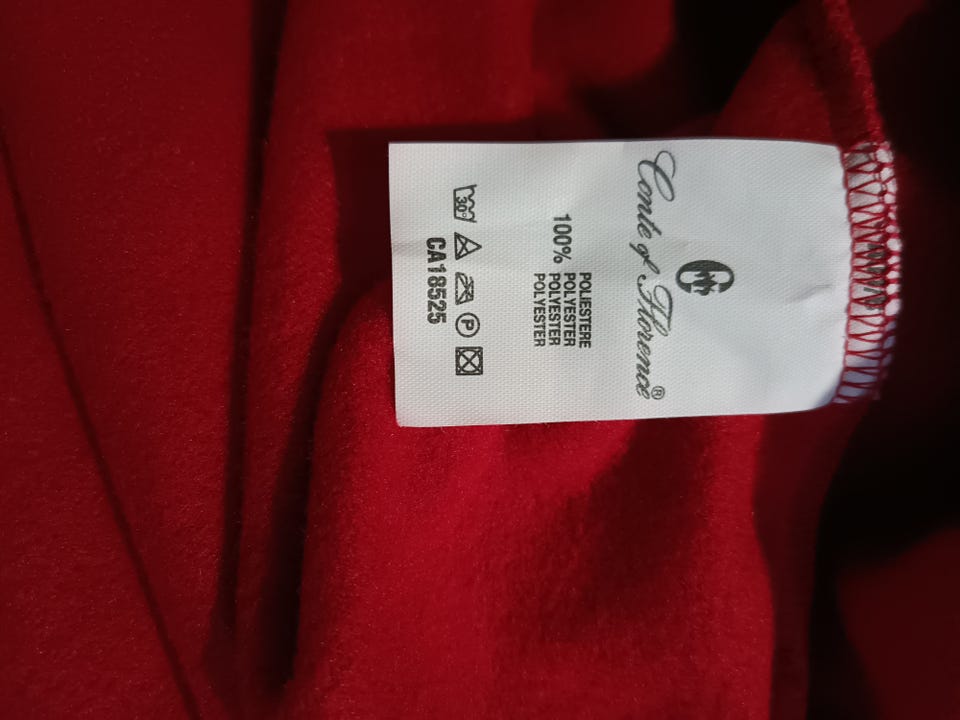 Conte of Florence®
100% POLIESTERE
POLYESTER
POLYESTER
POLYESTER
30°
P
CA18525